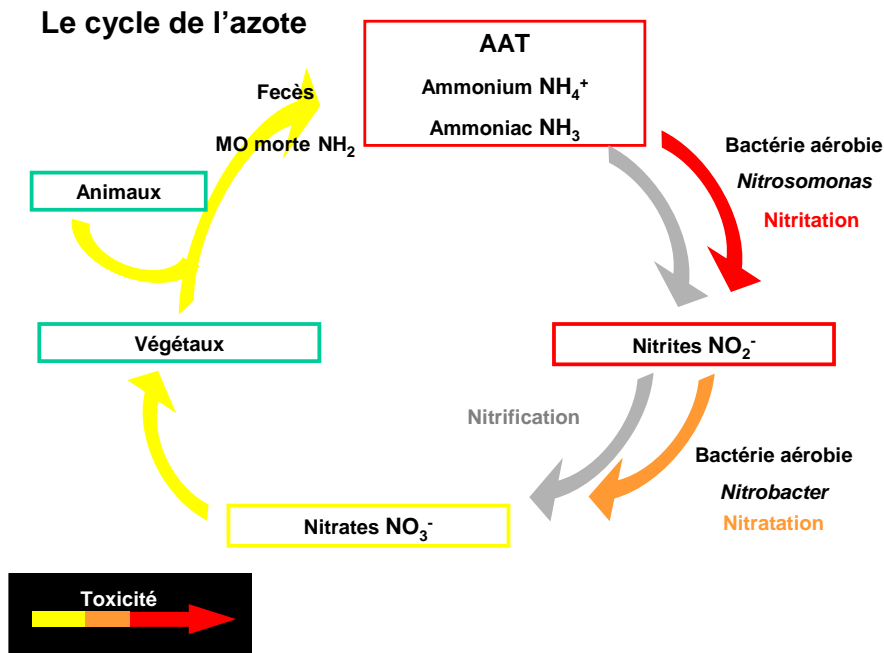 Le cycle de l'azote
AAT
Ammonium NH₄⁺
Ammoniac NH₃
Fecès
MO morte NH₂
Animaux
Bactérie aérobie
Nitrosomonas
Nitritation
Végétaux
Nitrites NO₂⁻
Nitrification
Bactérie aérobie
Nitrobacter
Nitratation
Nitrates NO₃⁻
Toxicité